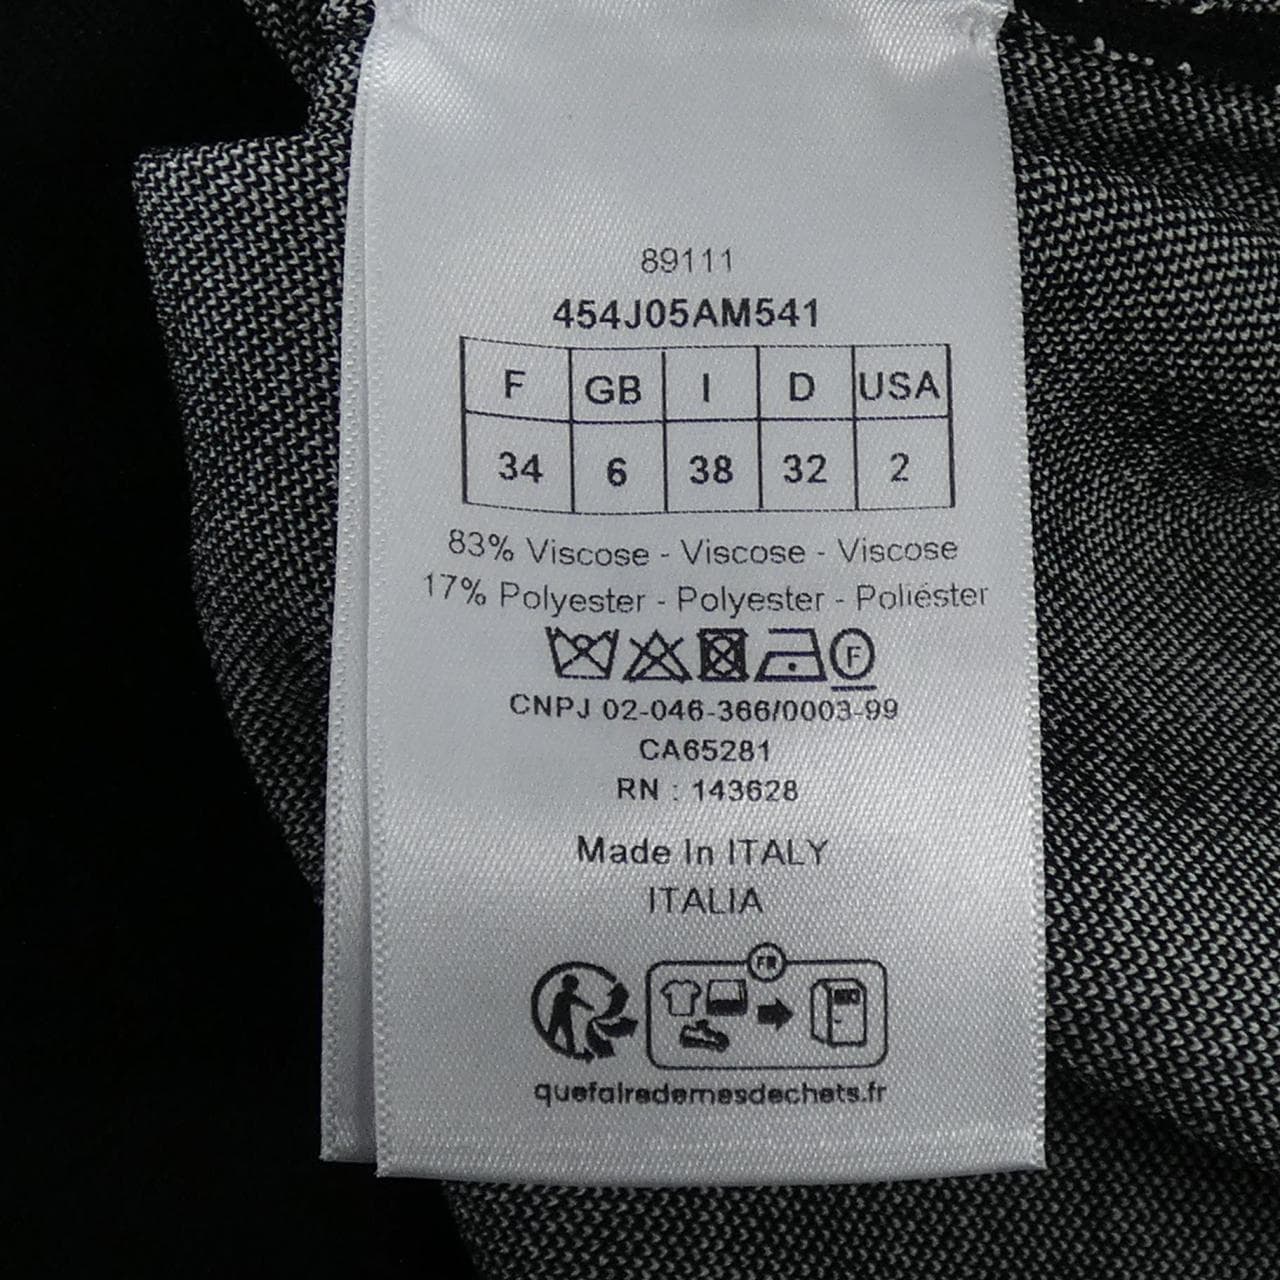 89111
454J05AM541
F GB I D USA
34 6 38 32 2
83% Viscose - Viscose - Viscose
17% Polyester - Polyester - Poliéster
F
CNPJ 02-046-366/0003-99
CA65281
RN : 143628
Made In ITALY
ITALIA
FR
quefairedemesdechets.fr